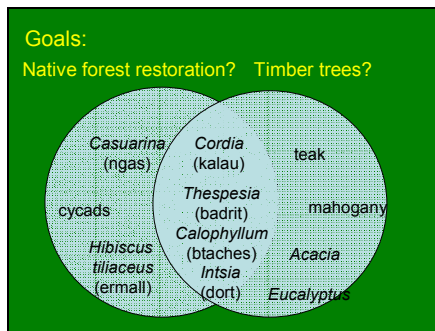 Goals:
Native forest restoration? Timber trees?
Casuarina
(ngas)
cycads
Hibiscus
tiliaceus
(ermall)
Cordia
(kalau)
Thespesia
(badrit)
Calophyllum
(btaches)
Intsia
(dort)
teak
mahogany
Acacia
Eucalyptus